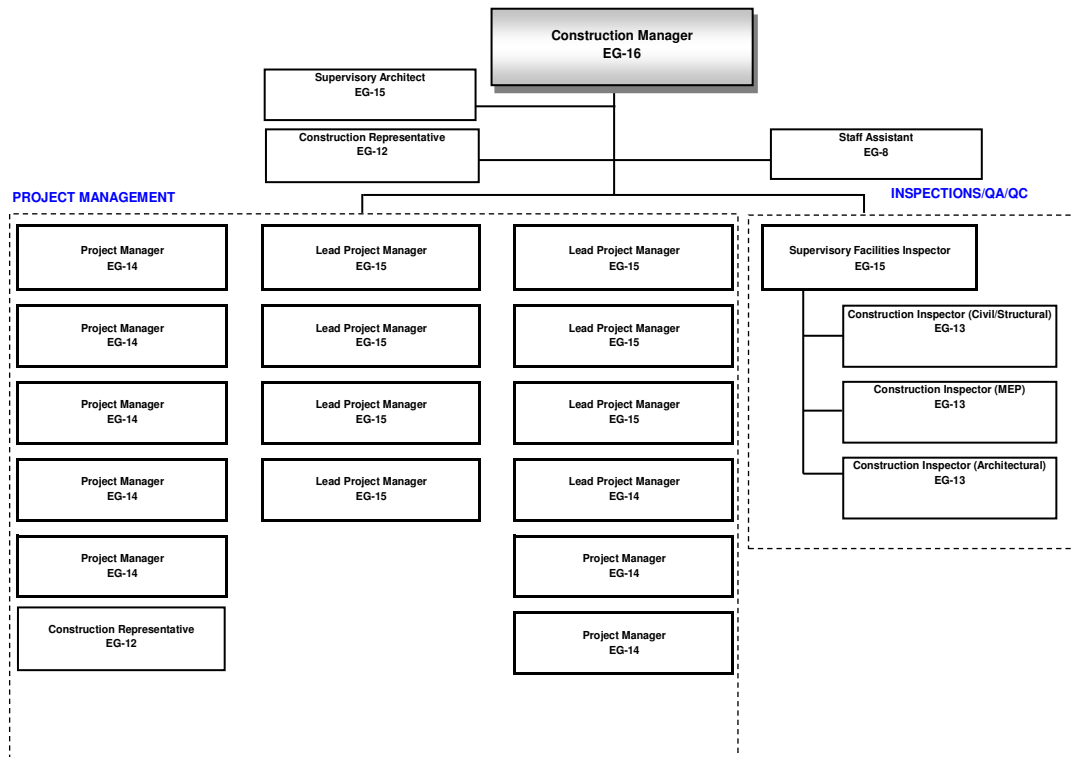 Construction Manager
EG-16
Supervisory Architect
EG-15
Construction Representative
EG-12
Staff Assistant
EG-8
PROJECT MANAGEMENT
INSPECTIONS/QA/QC
Project Manager
EG-14
Project Manager
EG-14
Project Manager
EG-14
Project Manager
EG-14
Project Manager
EG-14
Construction Representative
EG-12
Lead Project Manager
EG-15
Lead Project Manager
EG-15
Lead Project Manager
EG-15
Lead Project Manager
EG-15
Lead Project Manager
EG-15
Lead Project Manager
EG-15
Lead Project Manager
EG-15
Lead Project Manager
EG-14
Project Manager
EG-14
Project Manager
EG-14
Supervisory Facilities Inspector
EG-15
Construction Inspector (Civil/Structural)
EG-13
Construction Inspector (MEP)
EG-13
Construction Inspector (Architectural)
EG-13